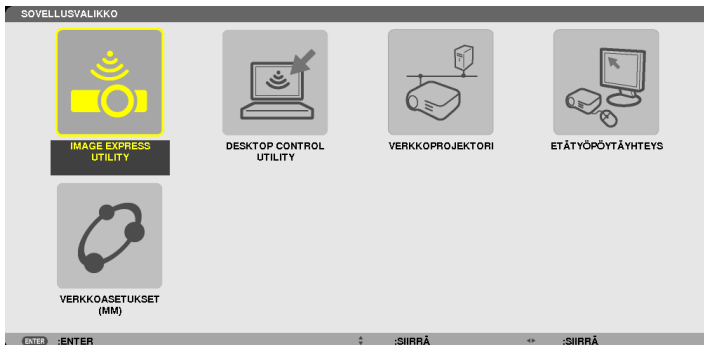 SOVELLUSVALIKKO
IMAGE EXPRESS
UTILITY
DESKTOP CONTROL
UTILITY
VERKKOPROJEKTORI
ETÄTYÖPÖYTÄYHTEYS
VERKKOASETUKSET
(MM)
ENTER :ENTER :SIIRRÄ :SIIRRÄ